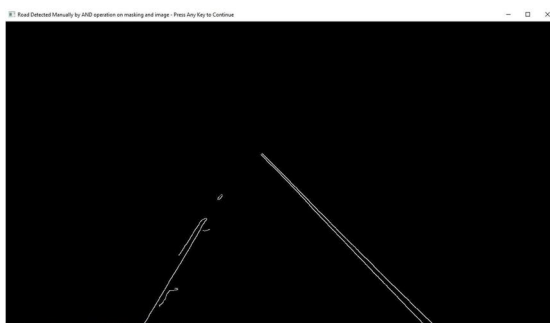 Road Detected Manually by AND operation on masking and image - Press Any Key to Continue